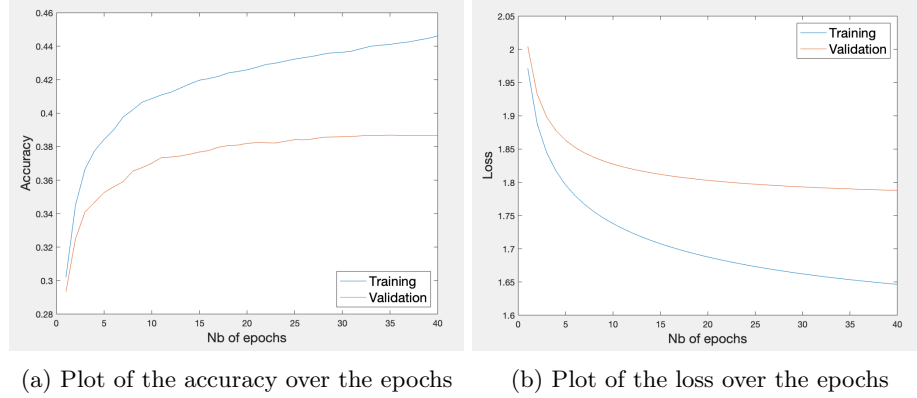 0.46
0.44
0.42
0.4
0.38
0.36
0.34
0.32
0.3
0.28
Accuracy
0 5 10 15 20 25 30 35 40
Nb of epochs
Training
Validation
2.05
2
1.95
1.9
1.85
1.8
1.75
1.7
1.65
1.6
Loss
0 5 10 15 20 25 30 35 40
Nb of epochs
Training
Validation
(a) Plot of the accuracy over the epochs
(b) Plot of the loss over the epochs